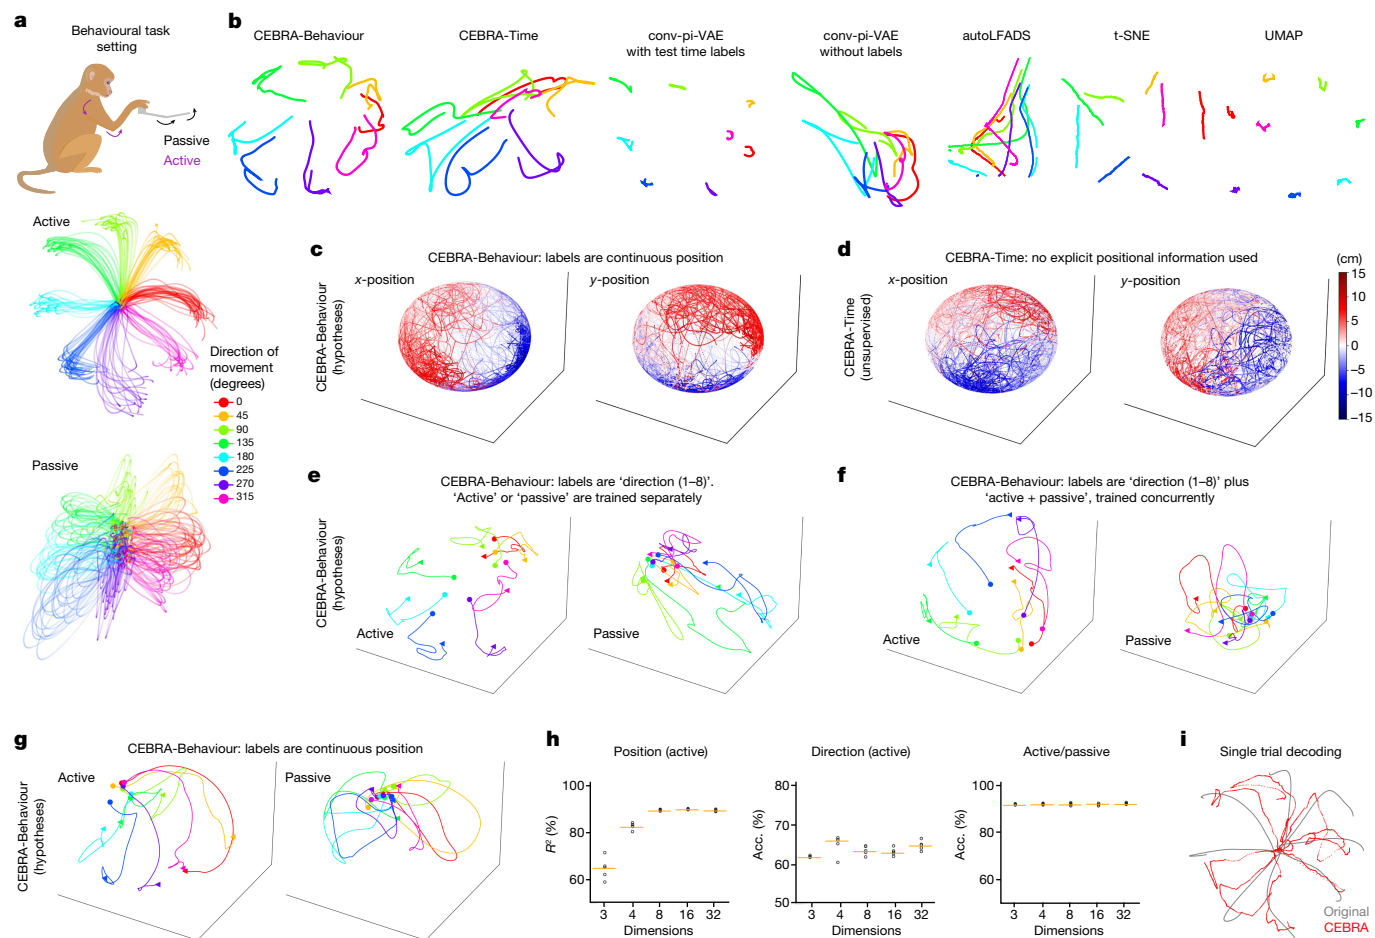 a
Behavioural task
setting
Passive
Active
Active
Direction of
movement
(degrees)
0
45
90
135
180
225
270
315
Passive
b
CEBRA-Behaviour
CEBRA-Time
conv-pi-VAE
with test time labels
conv-pi-VAE
without labels
autoLFADS
t-SNE
UMAP
c
CEBRA-Behaviour: labels are continuous position
CEBRA-Behaviour
(hypotheses)
x-position
y-position
d
CEBRA-Time: no explicit positional information used
CEBRA-Time
(unsupervised)
x-position
y-position
(cm)
15
10
5
0
−5
−10
−15
e
CEBRA-Behaviour: labels are ‘direction (1–8)’.
‘Active’ or ‘passive’ are trained separately
CEBRA-Behaviour
(hypotheses)
Active
Passive
f
CEBRA-Behaviour: labels are ‘direction (1–8)’ plus
‘active + passive’, trained concurrently
Active
Passive
g
CEBRA-Behaviour: labels are continuous position
CEBRA-Behaviour
(hypotheses)
Active
Passive
h
Position (active)
R² (%)
100
80
60
3 4 8 16 32
Dimensions
Direction (active)
Acc. (%)
80
70
60
50
3 4 8 16 32
Dimensions
Active/passive
Acc. (%)
100
80
60
3 4 8 16 32
Dimensions
i
Single trial decoding
Original
CEBRA